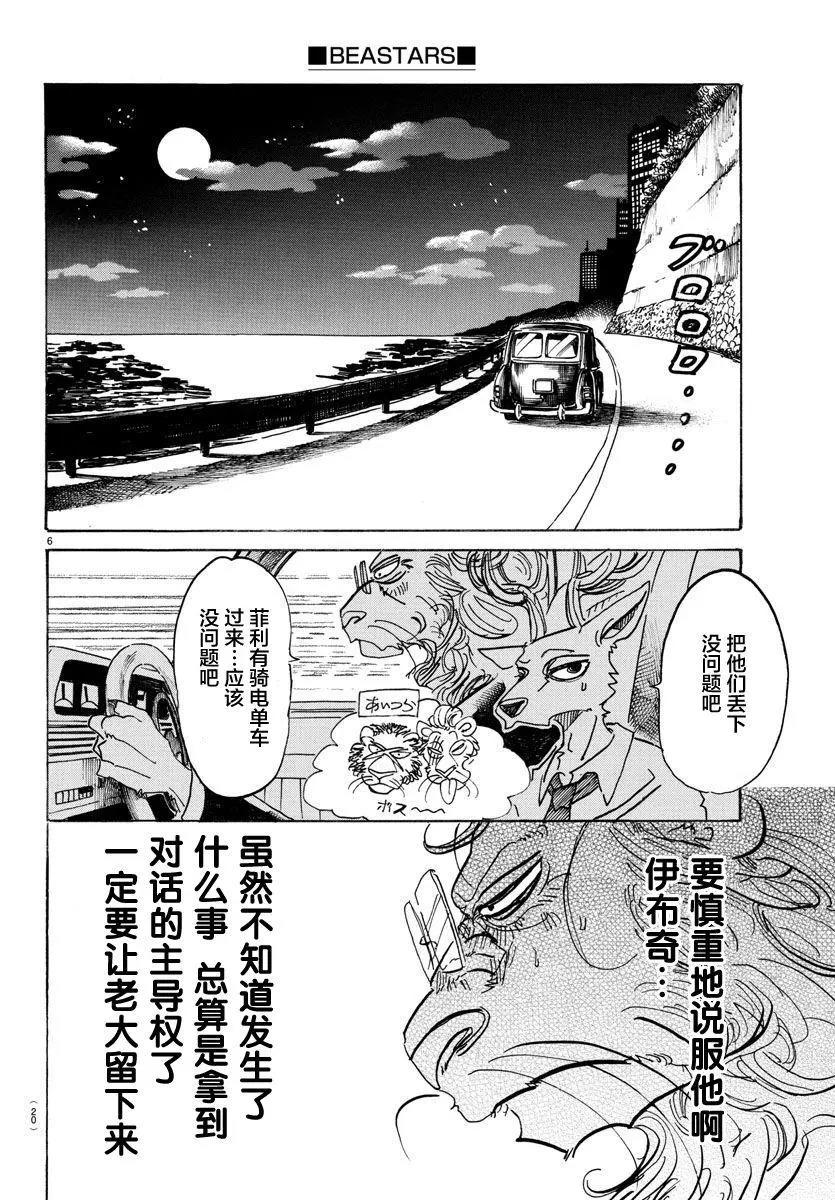 ■BEASTARS■
ブロロロ・・・・・
6
把他们丢下
没问题吧
あいつら
ボス〜〜
菲利有骑电单车
过来…应该
没问题吧
要慎重地说服他啊
伊布奇…
虽然不知道发生了
什么事 总算是拿到
对话的主导权了
一定要让老大留下来
(20)